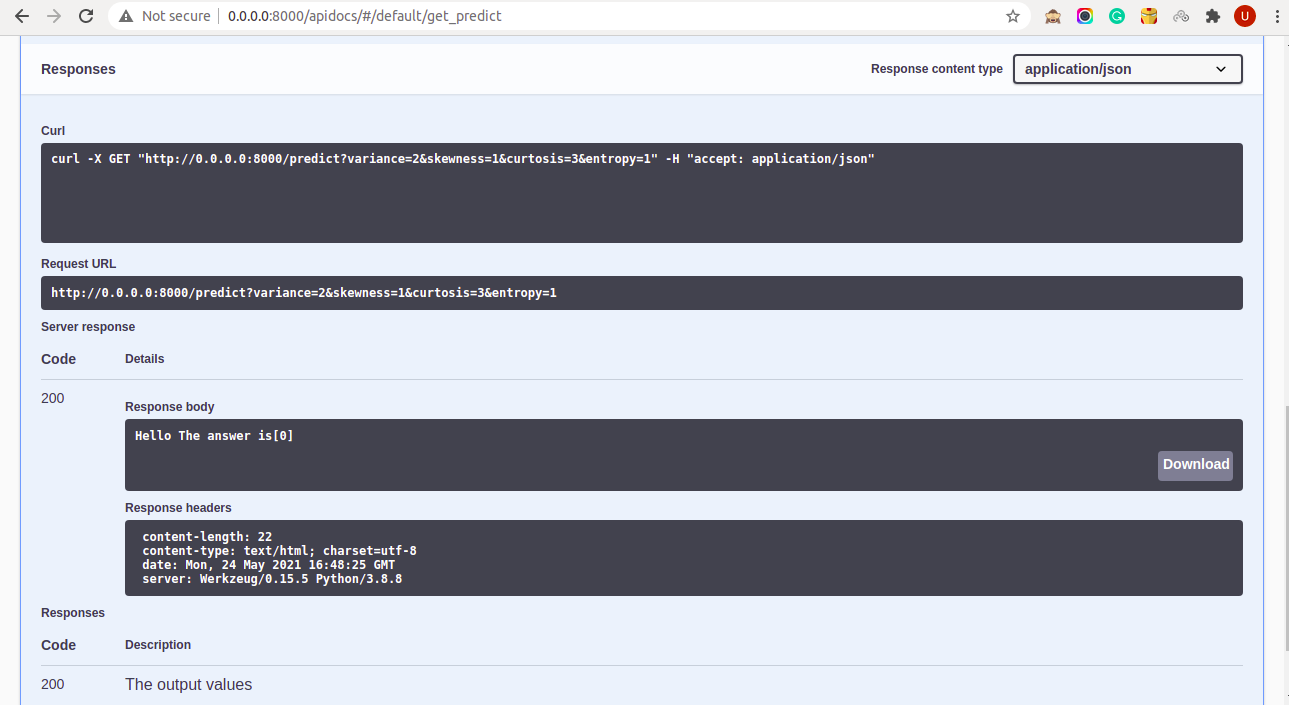 Not secure | 0.0.0.0:8000/apidocs/#/default/get_predict
U
Responses
Response content type
application/json
Curl
curl -X GET "http://0.0.0.0:8000/predict?variance=2&skewness=1&curtosis=3&entropy=1" -H "accept: application/json"
Request URL
http://0.0.0.0:8000/predict?variance=2&skewness=1&curtosis=3&entropy=1
Server response
Code Details
200
Response body
Hello The answer is[0]
Download
Response headers
content-length: 22
content-type: text/html; charset=utf-8
date: Mon, 24 May 2021 16:48:25 GMT
server: Werkzeug/0.15.5 Python/3.8.8
Responses
Code Description
200 The output values